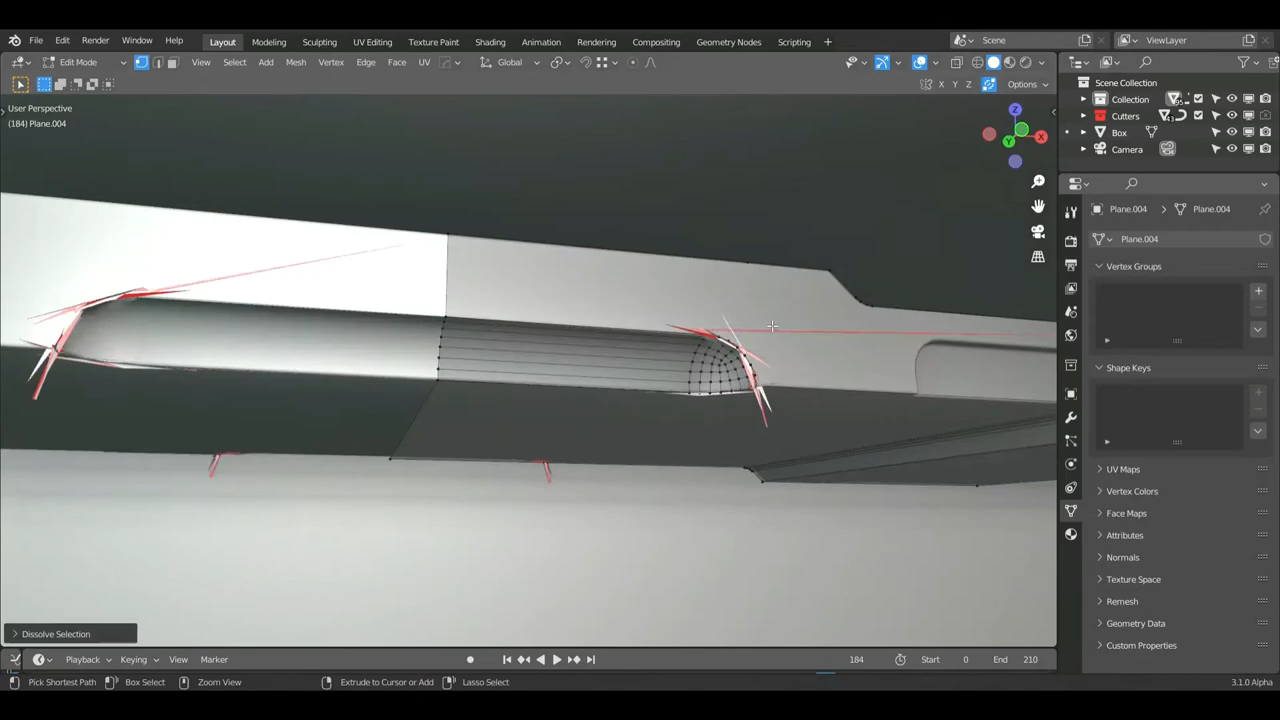 File Edit Render Window Help
Layout Modeling Sculpting UV Editing Texture Paint Shading Animation Rendering Compositing Geometry Nodes Scripting +
Scene
ViewLayer
Edit Mode View Select Add Mesh Vertex Edge Face UV Global
X Y Z Options
User Perspective
(184) Plane.004
Z
X
Y
Scene Collection
Collection
Cutters
Box
Camera
Plane.004 > Plane.004
Plane.004
Vertex Groups
Shape Keys
UV Maps
Vertex Colors
Face Maps
Attributes
Normals
Texture Space
Remesh
Geometry Data
Custom Properties
Dissolve Selection
Playback Keying View Marker 184 Start 0 End 210
Pick Shortest Path Box Select Zoom View Extrude to Cursor or Add Lasso Select 3.1.0 Alpha